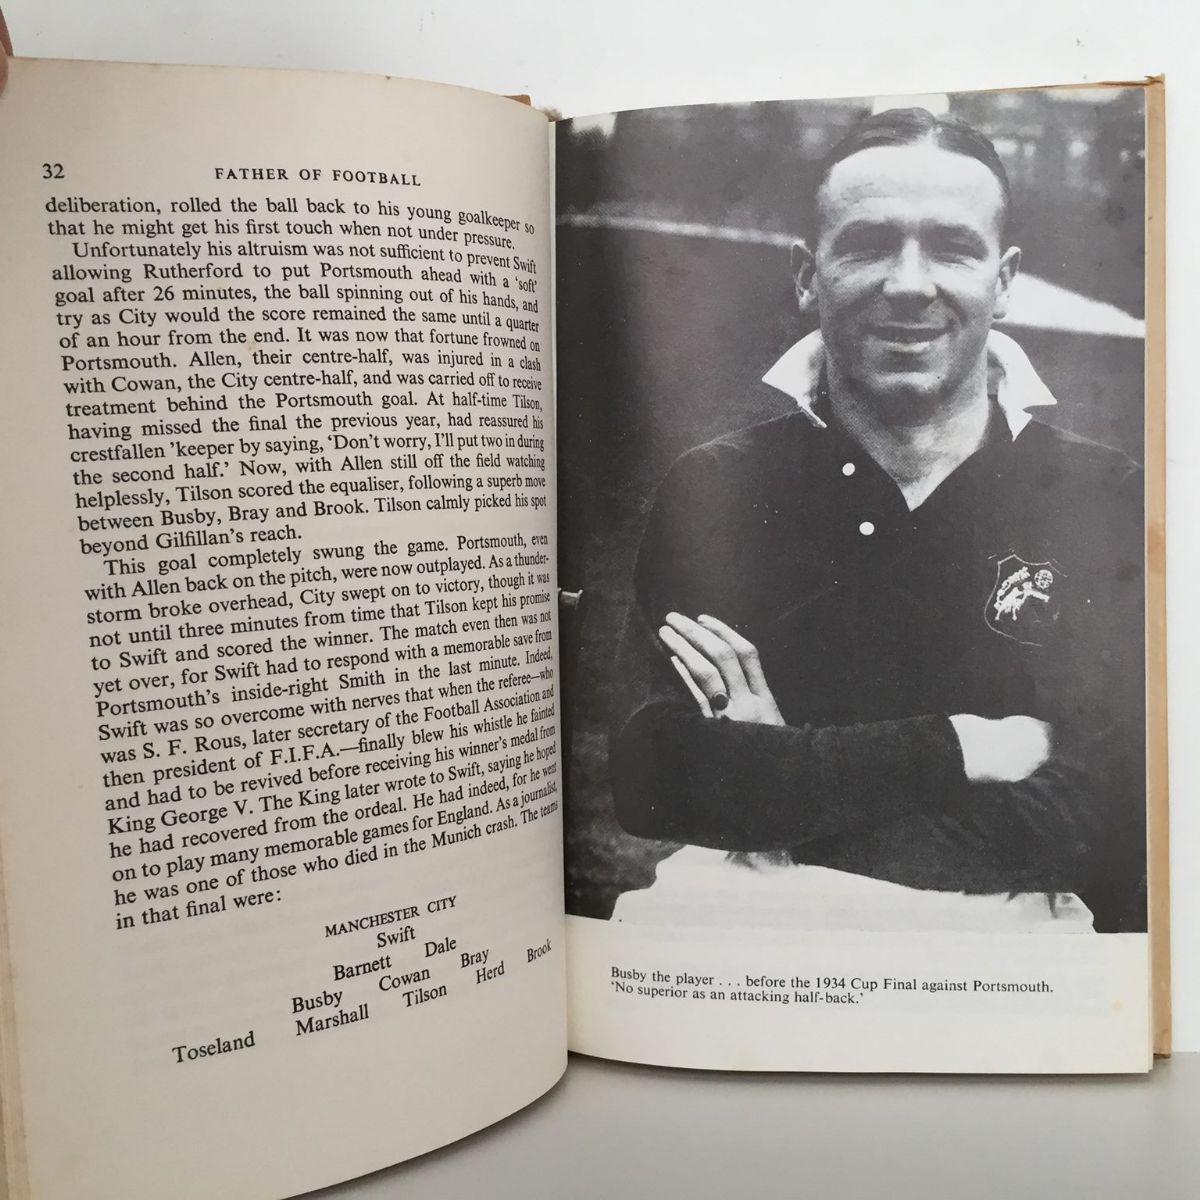 32
FATHER OF FOOTBALL
deliberation, rolled the ball back to his young goalkeeper so
that he might get his first touch when not under pressure.
Unfortunately his altruism was not sufficient to prevent Swift
allowing Rutherford to put Portsmouth ahead with a 'soft'
goal after 26 minutes, the ball spinning out of his hands, and
try as City would the score remained the same until a quarter
of an hour from the end. It was now that fortune frowned on
Portsmouth. Allen, their centre-half, was injured in a clash
with Cowan, the City centre-half, and was carried off to receive
treatment behind the Portsmouth goal. At half-time Tilson,
having missed the final the previous year, had reassured his
crestfallen 'keeper by saying, 'Don't worry, I'll put two in during
the second half.' Now, with Allen still off the field watching
helplessly, Tilson scored the equaliser, following a superb move
between Busby, Bray and Brook. Tilson calmly picked his spot
beyond Gilfillan's reach.
This goal completely swung the game. Portsmouth, even
with Allen back on the pitch, were now outplayed. As a thunder-
storm broke overhead, City swept on to victory, though it was
not until three minutes from time that Tilson kept his promise
to Swift and scored the winner. The match even then was not
yet over, for Swift had to respond with a memorable save from
Portsmouth's inside-right Smith in the last minute. Indeed,
Swift was so overcome with nerves that when the referee—who
was S. F. Rous, later secretary of the Football Association and
then president of F.I.F.A.—finally blew his whistle he fainted
and had to be revived before receiving his winner's medal from
King George V. The King later wrote to Swift, saying he hoped
he had recovered from the ordeal. He had indeed, for he went
on to play many memorable games for England. As a journalist,
he was one of those who died in the Munich crash. The teams
in that final were:
MANCHESTER CITY
Swift
Barnett Dale
Busby Cowan Bray
Toseland Marshall Tilson Herd Brook
Busby the player . . . before the 1934 Cup Final against Portsmouth.
'No superior as an attacking half-back.'